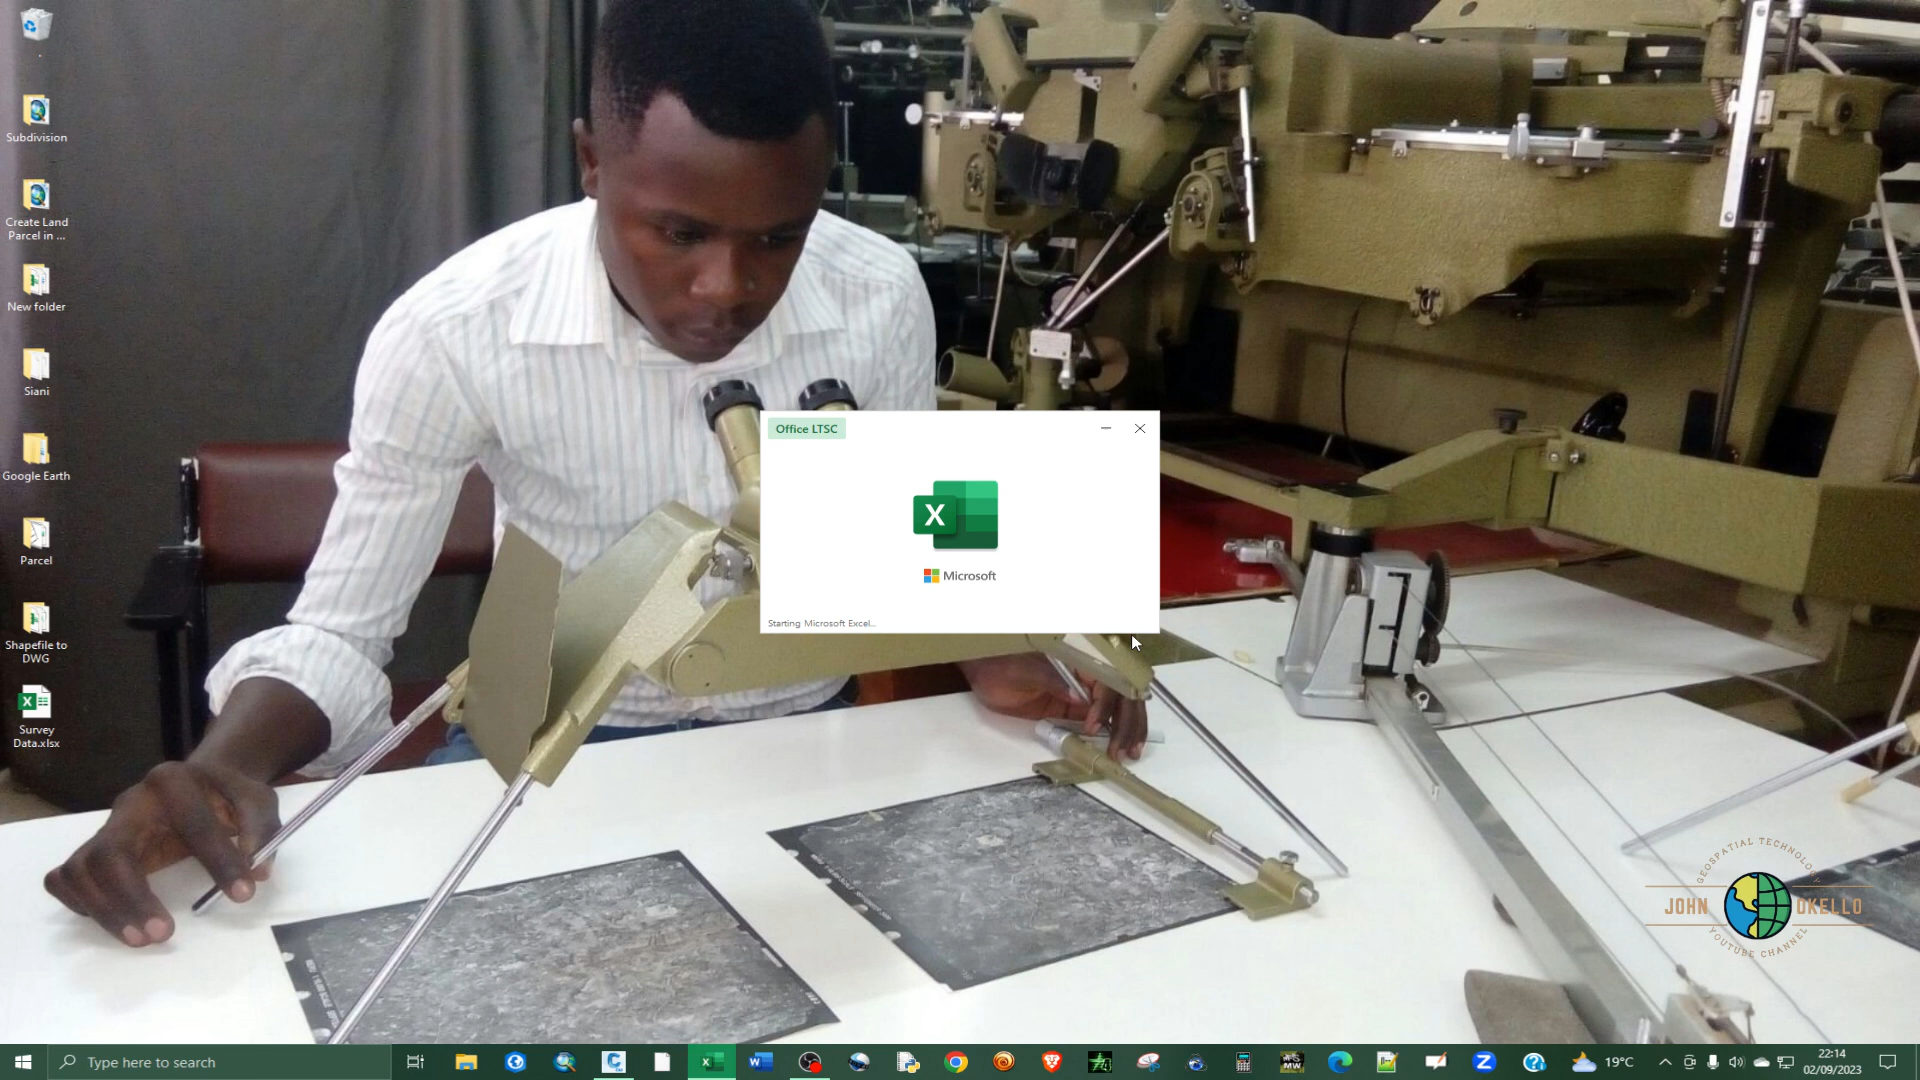 Subdivision
Create Land
Parcel in ...
New folder
Siani
Google Earth
Parcel
Shapefile to
DWG
Survey
Data.xlsx
Office LTSC
X
Microsoft
Starting Microsoft Excel...
GEOSPATIAL TECHNOLOGY
JOHN OKELLO
YOUTUBE CHANNEL
Type here to search
19°C
22:14
02/09/2023